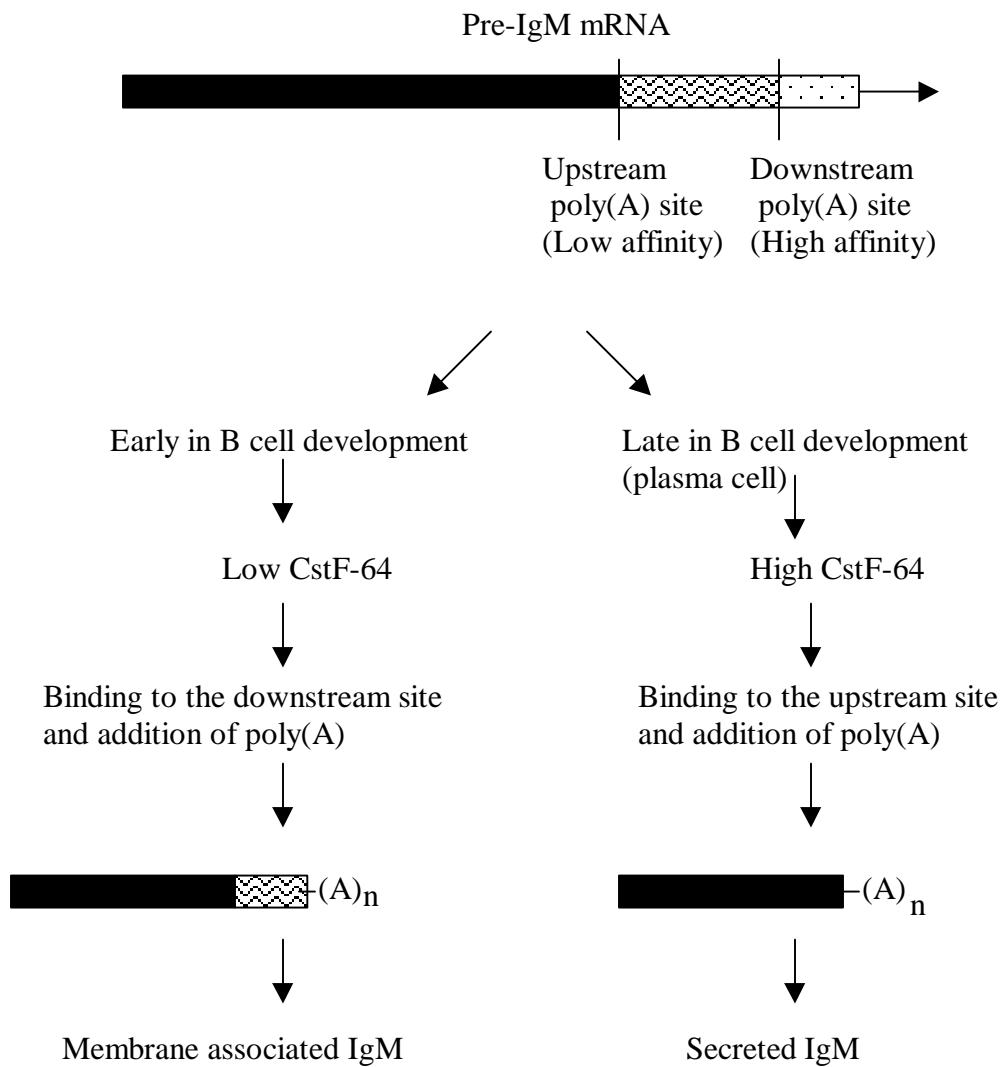 Pre-IgM mRNA
Upstream
poly(A) site
(Low affinity)
Downstream
poly(A) site
(High affinity)
Early in B cell development
Late in B cell development
(plasma cell)
Low CstF-64
High CstF-64
Binding to the downstream site
and addition of poly(A)
Binding to the upstream site
and addition of poly(A)
(A)n
(A)n
Membrane associated IgM
Secreted IgM